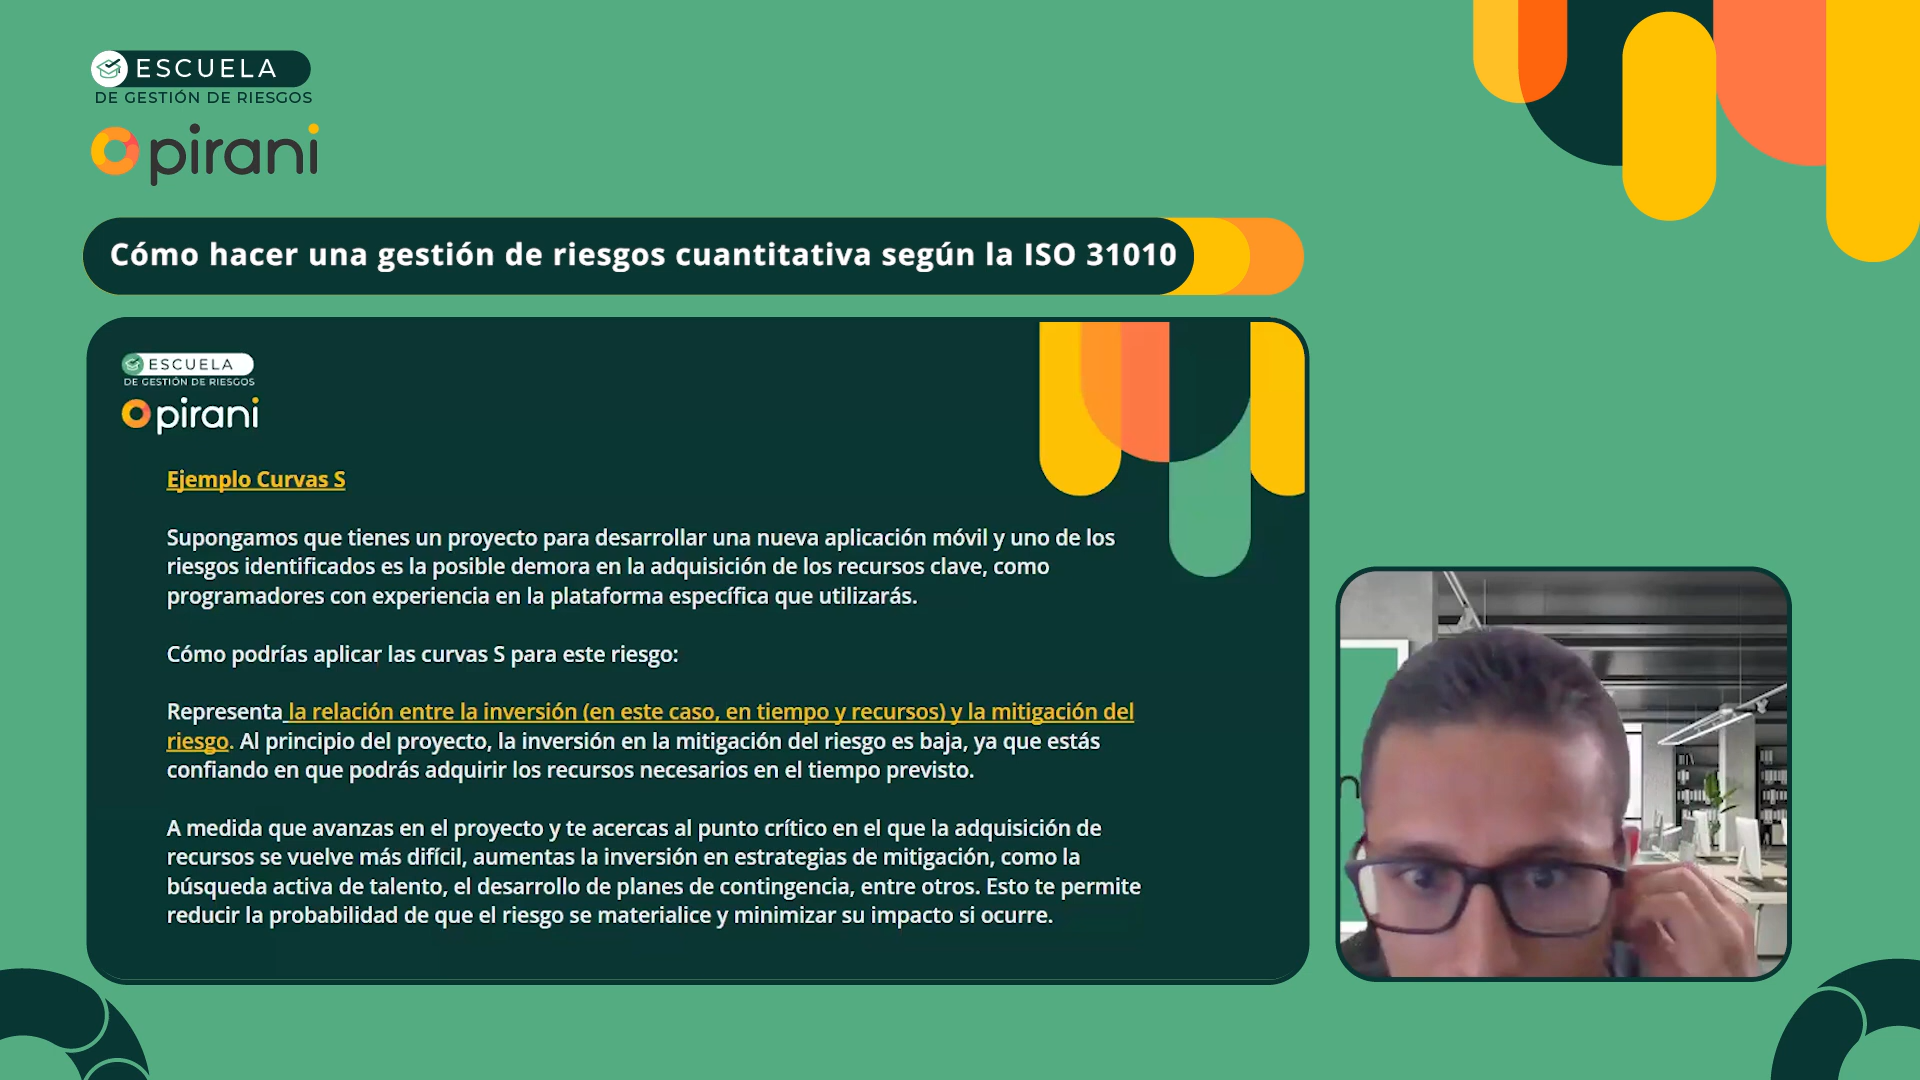 ESCUELA
DE GESTIÓN DE RIESGOS
pirani
Cómo hacer una gestión de riesgos cuantitativa según la ISO 31010
ESCUELA
DE GESTIÓN DE RIESGOS
pirani
Ejemplo Curvas S
Supongamos que tienes un proyecto para desarrollar una nueva aplicación móvil y uno de los
riesgos identificados es la posible demora en la adquisición de los recursos clave, como
programadores con experiencia en la plataforma específica que utilizarás.
Cómo podrías aplicar las curvas S para este riesgo:
Representa la relación entre la inversión (en este caso, en tiempo y recursos) y la mitigación del
riesgo. Al principio del proyecto, la inversión en la mitigación del riesgo es baja, ya que estás
confiando en que podrás adquirir los recursos necesarios en el tiempo previsto.
A medida que avanzas en el proyecto y te acercas al punto crítico en el que la adquisición de
recursos se vuelve más difícil, aumentas la inversión en estrategias de mitigación, como la
búsqueda activa de talento, el desarrollo de planes de contingencia, entre otros. Esto te permite
reducir la probabilidad de que el riesgo se materialice y minimizar su impacto si ocurre.